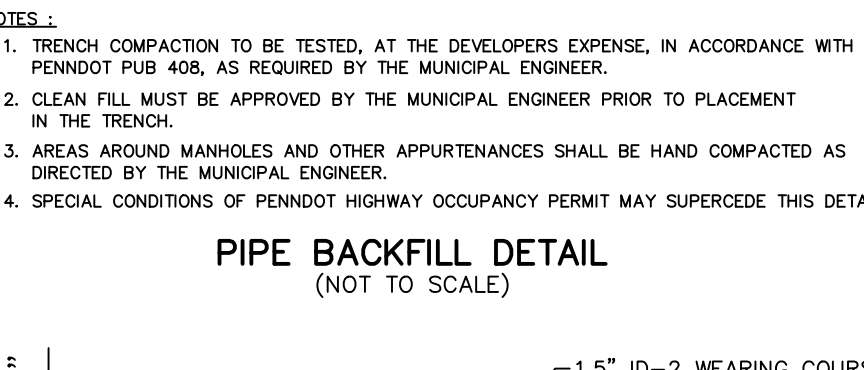 OTES :
1. TRENCH COMPACTION TO BE TESTED, AT THE DEVELOPERS EXPENSE, IN ACCORDANCE WITH
PENNDOT PUB 408, AS REQUIRED BY THE MUNICIPAL ENGINEER.
2. CLEAN FILL MUST BE APPROVED BY THE MUNICIPAL ENGINEER PRIOR TO PLACEMENT
IN THE TRENCH.
3. AREAS AROUND MANHOLES AND OTHER APPURTENANCES SHALL BE HAND COMPACTED AS
DIRECTED BY THE MUNICIPAL ENGINEER.
4. SPECIAL CONDITIONS OF PENNDOT HIGHWAY OCCUPANCY PERMIT MAY SUPERCEDE THIS DETA
PIPE BACKFILL DETAIL
(NOT TO SCALE)
1.5" ID-2 WEARING COURS